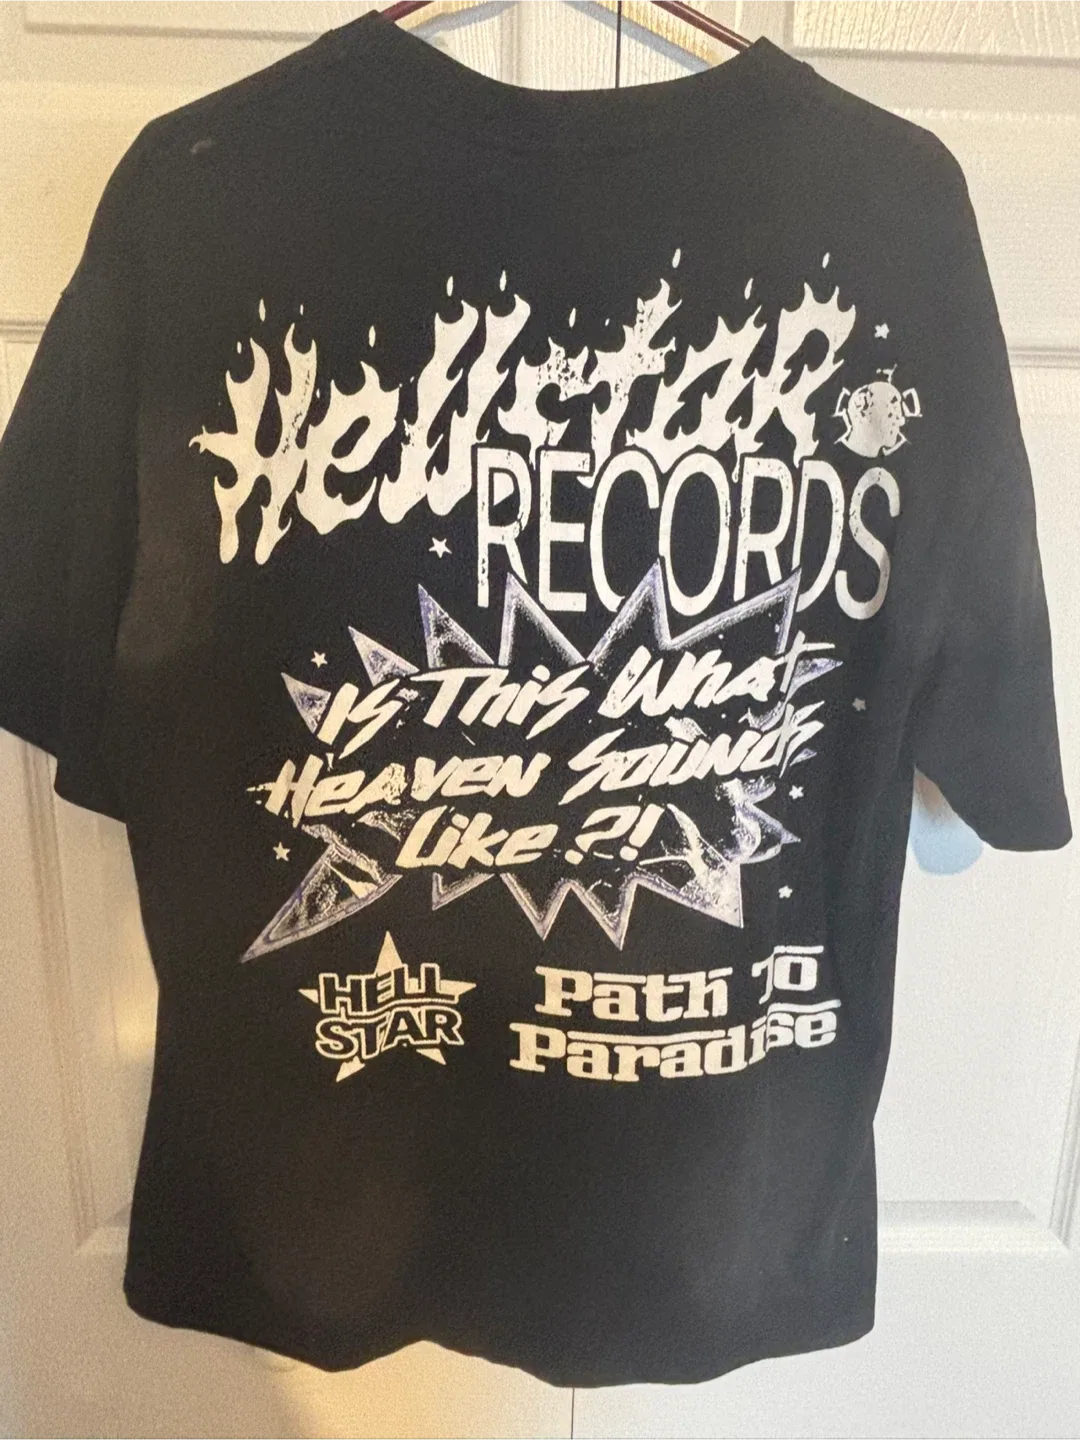 Hellstar
RECORDS
Is This What
Heaven Sounds
Like ?!
HELL
STAR
Path To
Paradise